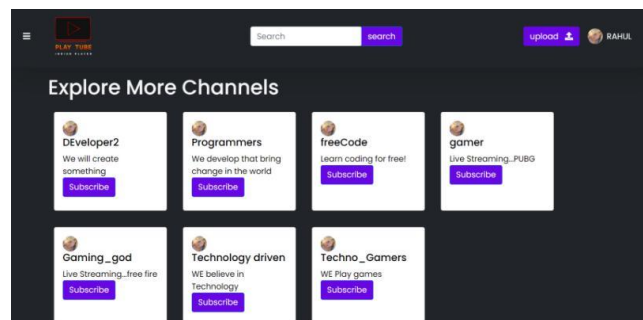 PLAY TUBE
INDIAN PLAYER
Search
search
upload
RAHUL
Explore More Channels
DEveloper2
We will create
something
Subscribe
Programmers
We develop that bring
change in the world
Subscribe
freeCode
Learn coding for free!
Subscribe
gamer
Live Streaming...PUBG
Subscribe
Gaming_god
Live Streaming...free fire
Subscribe
Technology driven
WE believe in
Technology
Subscribe
Techno_Gamers
WE Play games
Subscribe